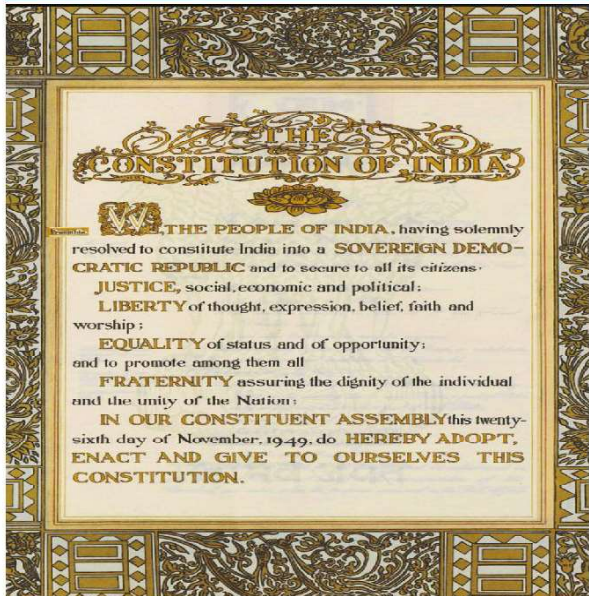 THE
CONSTITUTION OF INDIA
WE, THE PEOPLE OF INDIA, having solemnly
resolved to constitute India into a SOVEREIGN DEMO-
CRATIC REPUBLIC and to secure to all its citizens:
JUSTICE, social, economic and political;
LIBERTY of thought, expression, belief, faith and
worship;
EQUALITY of status and of opportunity;
and to promote among them all
FRATERNITY assuring the dignity of the individual
and the unity of the Nation;
IN OUR CONSTITUENT ASSEMBLY this twenty-
sixth day of November, 1949, do HEREBY ADOPT,
ENACT AND GIVE TO OURSELVES THIS
CONSTITUTION.